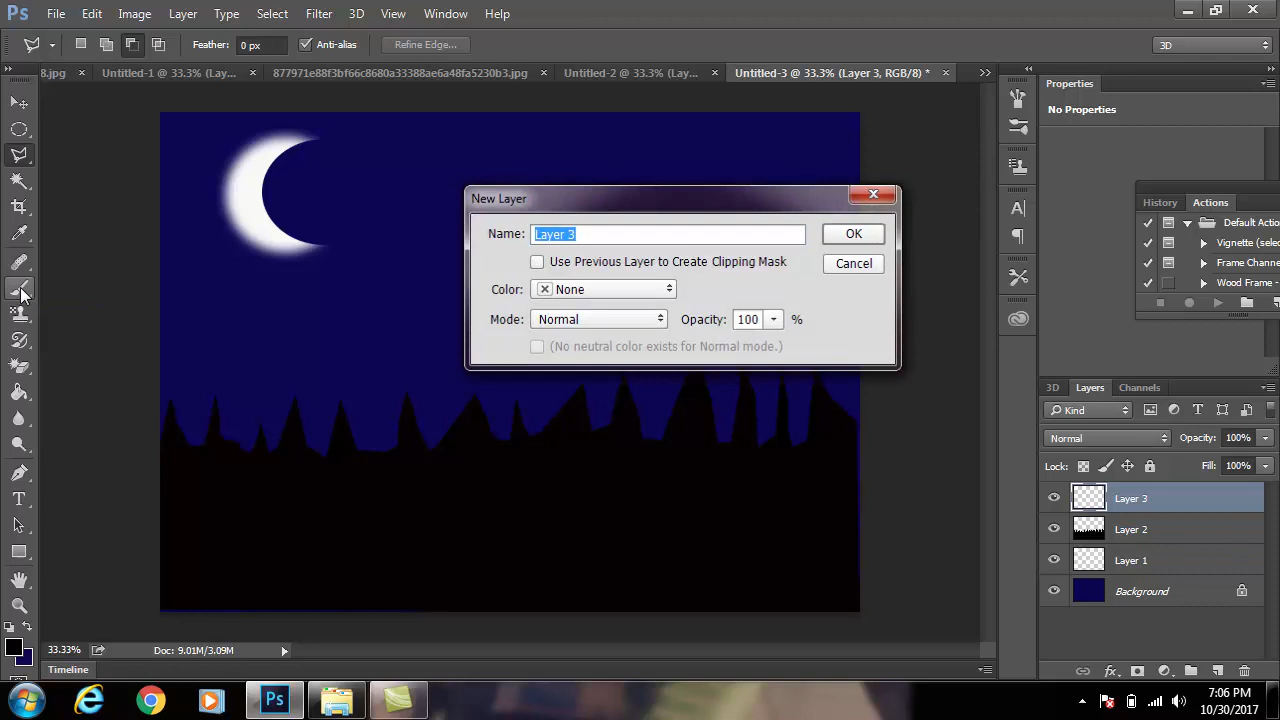 Ps File Edit Image Layer Type Select Filter 3D View Window Help
Feather: 0 px Anti-alias Refine Edge... 3D
8.jpg Untitled-1 @ 33.3% (Lay... 877971e88f3bf66c8680a33388ae6a48fa5230b3.jpg Untitled-2 @ 33.3% (Lay... Untitled-3 @ 33.3% (Layer 3, RGB/8) *
Properties
No Properties
New Layer
Name: Layer 3 OK
Use Previous Layer to Create Clipping Mask Cancel
Color: None
Mode: Normal Opacity: 100 %
(No neutral color exists for Normal mode.)
History Actions
Default Actio
Vignette (selec
Frame Channe
Wood Frame -
3D Layers Channels
Kind
Normal Opacity: 100%
Lock: Fill: 100%
Layer 3
Layer 2
Layer 1
Background
33.33% Doc: 9.01M/3.09M
Timeline
Ps
7:06 PM
10/30/2017